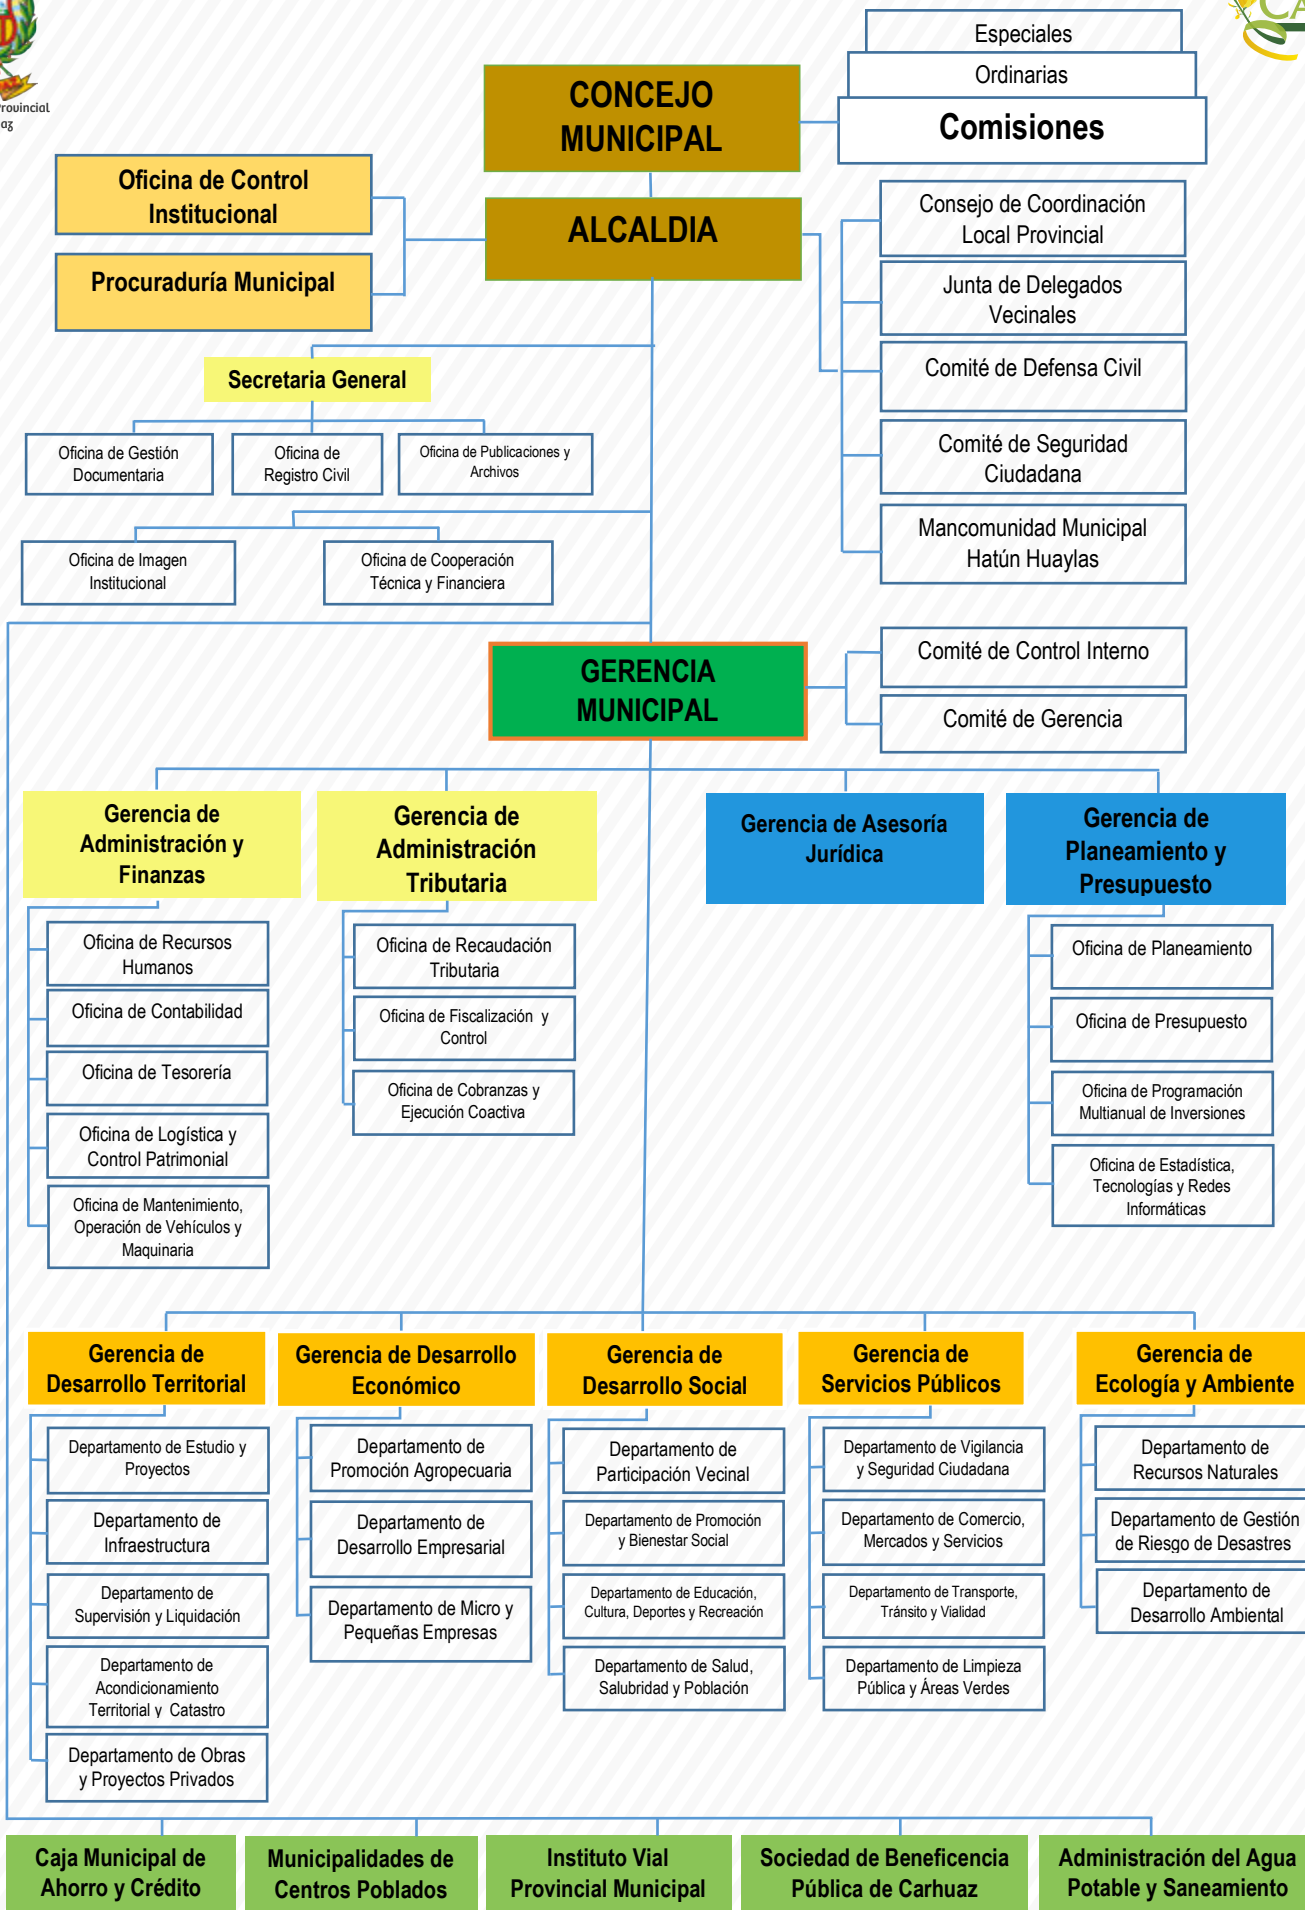 Provincial
CA
Especiales
Ordinarias
Comisiones
CONCEJO
MUNICIPAL
Oficina de Control
Institucional
Procuraduría Municipal
ALCALDIA
Consejo de Coordinación
Local Provincial
Junta de Delegados
Vecinales
Comité de Defensa Civil
Comité de Seguridad
Ciudadana
Mancomunidad Municipal
Hatún Huaylas
Secretaria General
Oficina de Gestión
Documentaria
Oficina de
Registro Civil
Oficina de Publicaciones y
Archivos
Oficina de Imagen
Institucional
Oficina de Cooperación
Técnica y Financiera
GERENCIA
MUNICIPAL
Comité de Control Interno
Comité de Gerencia
Gerencia de
Administración y
Finanzas
Oficina de Recursos
Humanos
Oficina de Contabilidad
Oficina de Tesorería
Oficina de Logística y
Control Patrimonial
Oficina de Mantenimiento,
Operación de Vehículos y
Maquinaria
Gerencia de
Administración
Tributaria
Oficina de Recaudación
Tributaria
Oficina de Fiscalización y
Control
Oficina de Cobranzas y
Ejecución Coactiva
Gerencia de Asesoría
Jurídica
Gerencia de
Planeamiento y
Presupuesto
Oficina de Planeamiento
Oficina de Presupuesto
Oficina de Programación
Multianual de Inversiones
Oficina de Estadística,
Tecnologías y Redes
Informáticas
Gerencia de
Desarrollo Territorial
Departamento de Estudio y
Proyectos
Departamento de
Infraestructura
Departamento de
Supervisión y Liquidación
Departamento de
Acondicionamiento
Territorial y Catastro
Departamento de Obras
y Proyectos Privados
Gerencia de Desarrollo
Económico
Departamento de
Promoción Agropecuaria
Departamento de
Desarrollo Empresarial
Departamento de Micro y
Pequeñas Empresas
Gerencia de
Desarrollo Social
Departamento de
Participación Vecinal
Departamento de Promoción
y Bienestar Social
Departamento de Educación,
Cultura, Deportes y Recreación
Departamento de Salud,
Salubridad y Población
Gerencia de
Servicios Públicos
Departamento de Vigilancia
y Seguridad Ciudadana
Departamento de Comercio,
Mercados y Servicios
Departamento de Transporte,
Tránsito y Vialidad
Departamento de Limpieza
Pública y Áreas Verdes
Gerencia de
Ecología y Ambiente
Departamento de
Recursos Naturales
Departamento de Gestión
de Riesgo de Desastres
Departamento de
Desarrollo Ambiental
Caja Municipal de
Ahorro y Crédito
Municipalidades de
Centros Poblados
Instituto Vial
Provincial Municipal
Sociedad de Beneficencia
Pública de Carhuaz
Administración del Agua
Potable y Saneamiento